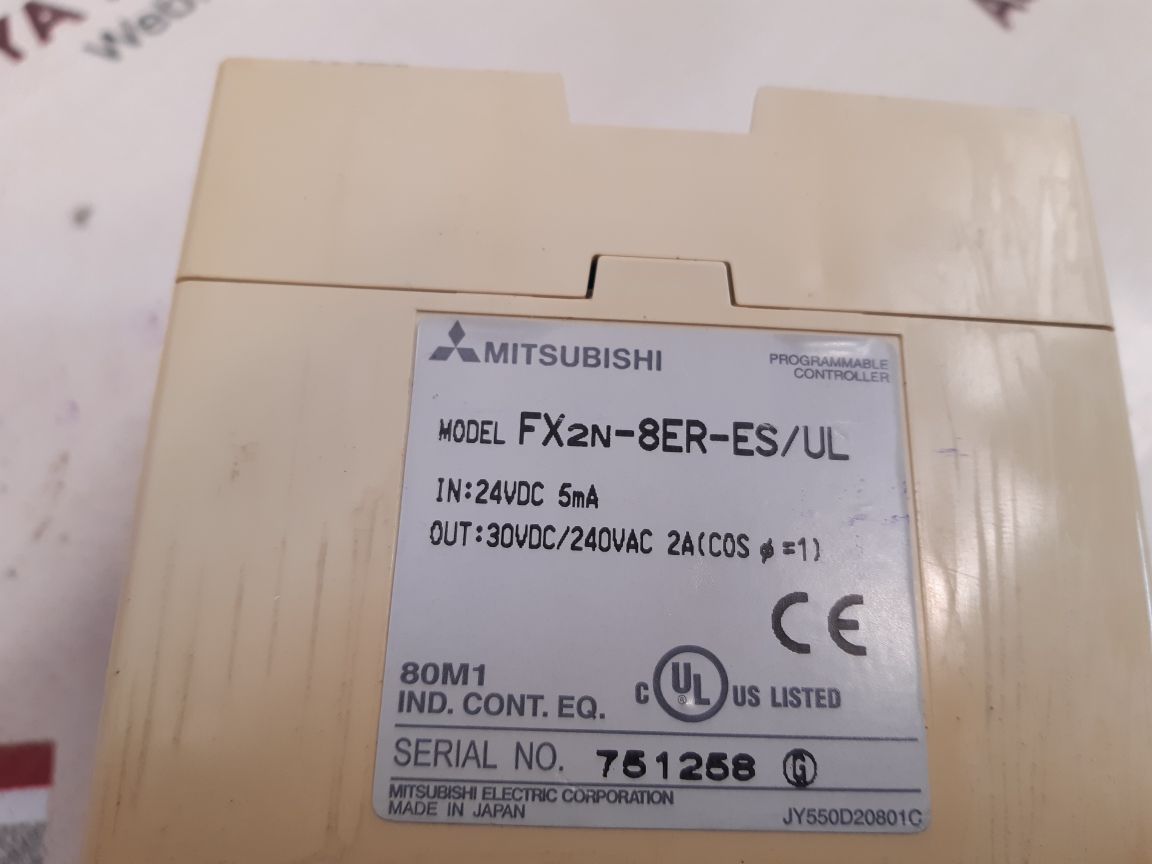 MITSUBISHI
PROGRAMMABLE
CONTROLLER
MODEL FX2N-8ER-ES/UL
IN:24VDC 5mA
OUT:30VDC/240VAC 2A(COS φ=1)
CE
80M1
IND. CONT. EQ.
C UL ® US LISTED
SERIAL NO. 751258 G
MITSUBISHI ELECTRIC CORPORATION
MADE IN JAPAN
JY550D20801C